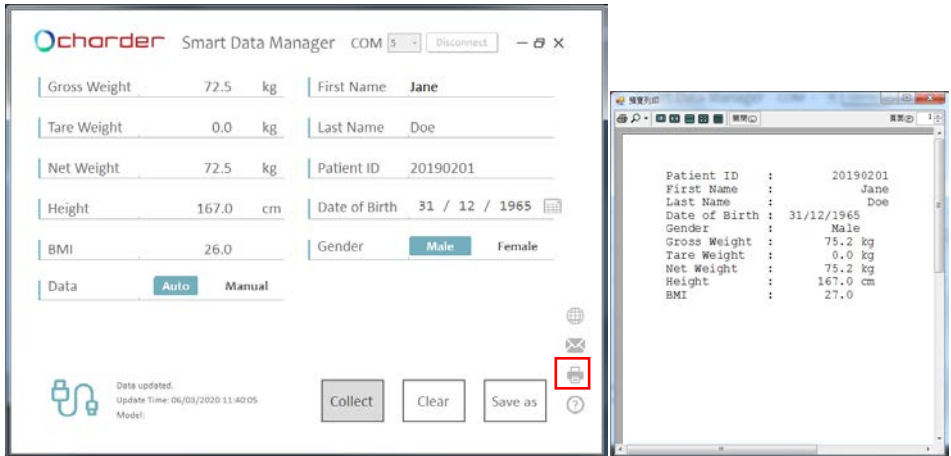 charder Smart Data Manager COM 5 Disconnect
Gross Weight 72.5 kg
Tare Weight 0.0 kg
Net Weight 72.5 kg
Height 167.0 cm
BMI 26.0
Data Auto Manual
First Name Jane
Last Name Doe
Patient ID 20190201
Date of Birth 31 / 12 / 1965
Gender Male Female
Data updated.
Update Time: 06/03/2020 11:40:05
Model:
Collect Clear Save as
預覽列印
關閉(C) 頁面(P) 1
Patient ID : 20190201
First Name : Jane
Last Name : Doe
Date of Birth : 31/12/1965
Gender : Male
Gross Weight : 75.2 kg
Tare Weight : 0.0 kg
Net Weight : 75.2 kg
Height : 167.0 cm
BMI : 27.0